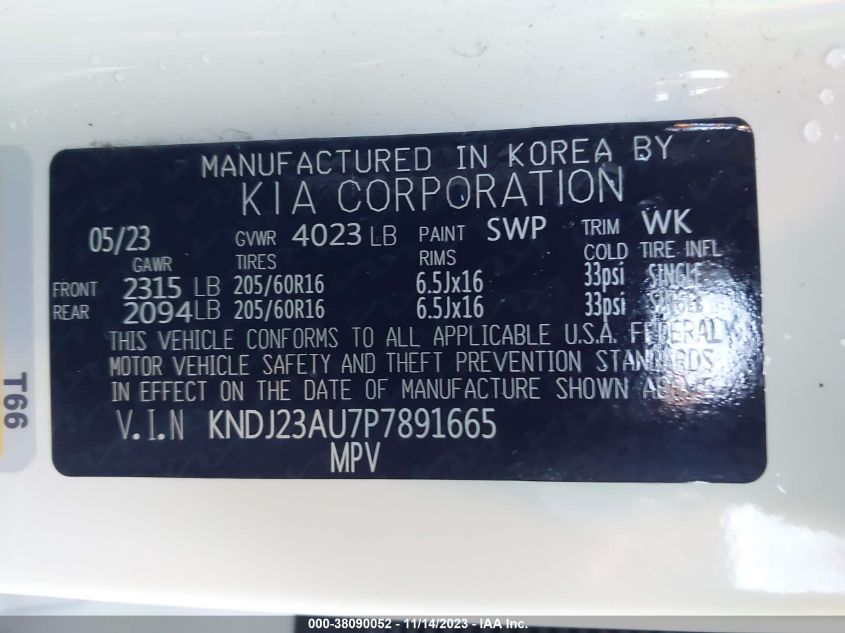 MANUFACTURED IN KOREA BY
KIA CORPORATION
05/23 GVWR 4023 LB PAINT SWP TRIM WK
GAWR TIRES RIMS COLD TIRE INFL
FRONT 2315 LB 205/60R16 6.5Jx16 33psi SINGLE
REAR 2094 LB 205/60R16 6.5Jx16 33psi SINGLE
THIS VEHICLE CONFORMS TO ALL APPLICABLE U.S.A. FEDERAL
MOTOR VEHICLE SAFETY AND THEFT PREVENTION STANDARDS
IN EFFECT ON THE DATE OF MANUFACTURE SHOWN ABOVE.
V.I.N KNDJ23AU7P7891665
MPV
T66
000-38090052 - 11/14/2023 - IAA Inc.